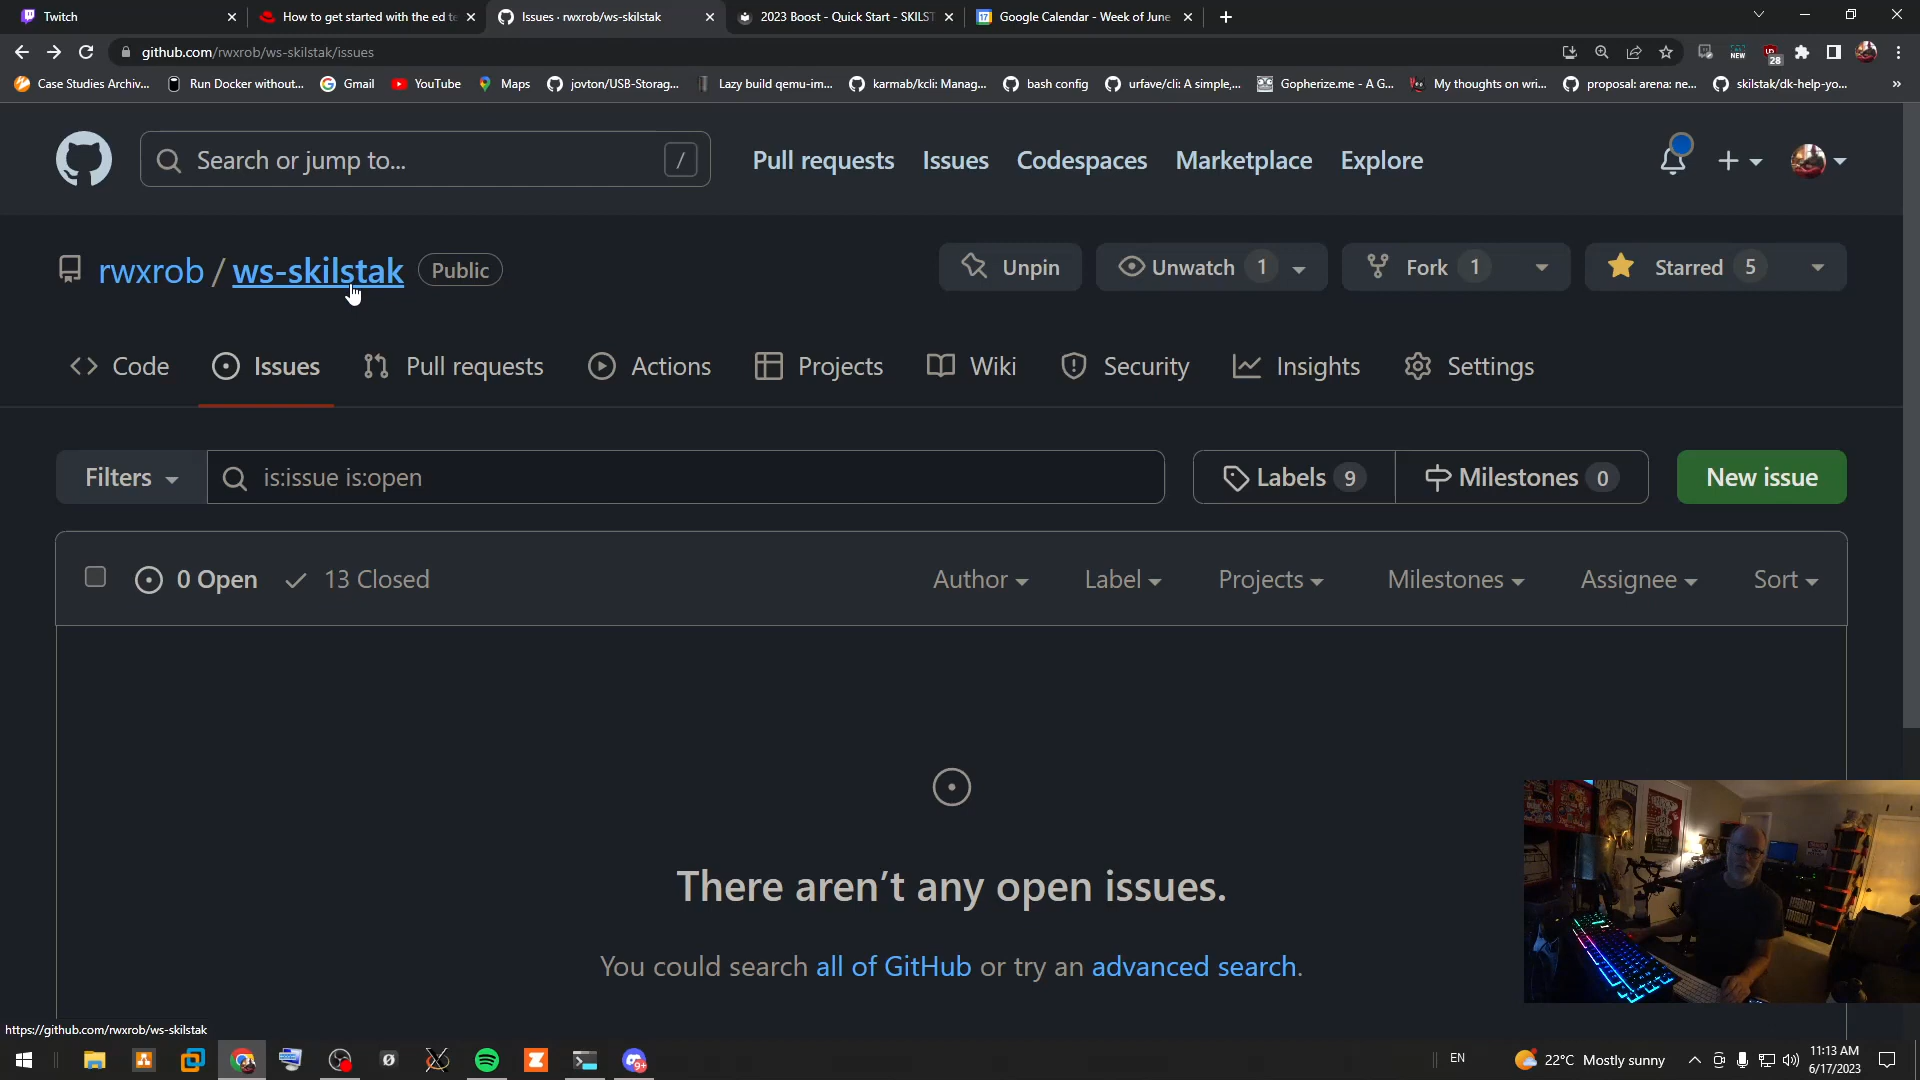 Twitch
How to get started with the ed te
Issues · rwxrob/ws-skilstak
2023 Boost - Quick Start - SKILST
17
Google Calendar - Week of June
github.com/rwxrob/ws-skilstak/issues
NEW
28
Case Studies Archiv...
Run Docker without...
Gmail
YouTube
Maps
jovton/USB-Storag...
Lazy build qemu-im...
karmab/kcli: Manag...
bash config
urfave/cli: A simple,...
Gopherize.me - A G...
My thoughts on wri...
proposal: arena: ne...
skilstak/dk-help-yo...
»
Search or jump to...
/
Pull requests
Issues
Codespaces
Marketplace
Explore
rwxrob / ws-skilstak
Public
Unpin
Unwatch 1
Fork 1
Starred 5
Code
Issues
Pull requests
Actions
Projects
Wiki
Security
Insights
Settings
Filters
is:issue is:open
Labels 9
Milestones 0
New issue
0 Open
13 Closed
Author
Label
Projects
Milestones
Assignee
Sort
There aren’t any open issues.
You could search all of GitHub or try an advanced search.
https://github.com/rwxrob/ws-skilstak
9+
EN
22°C Mostly sunny
11:13 AM
6/17/2023